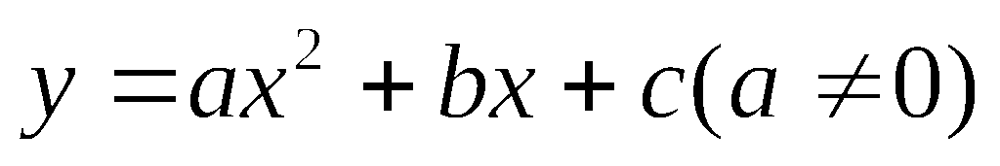 y = ax² + bx + c(a ≠ 0)